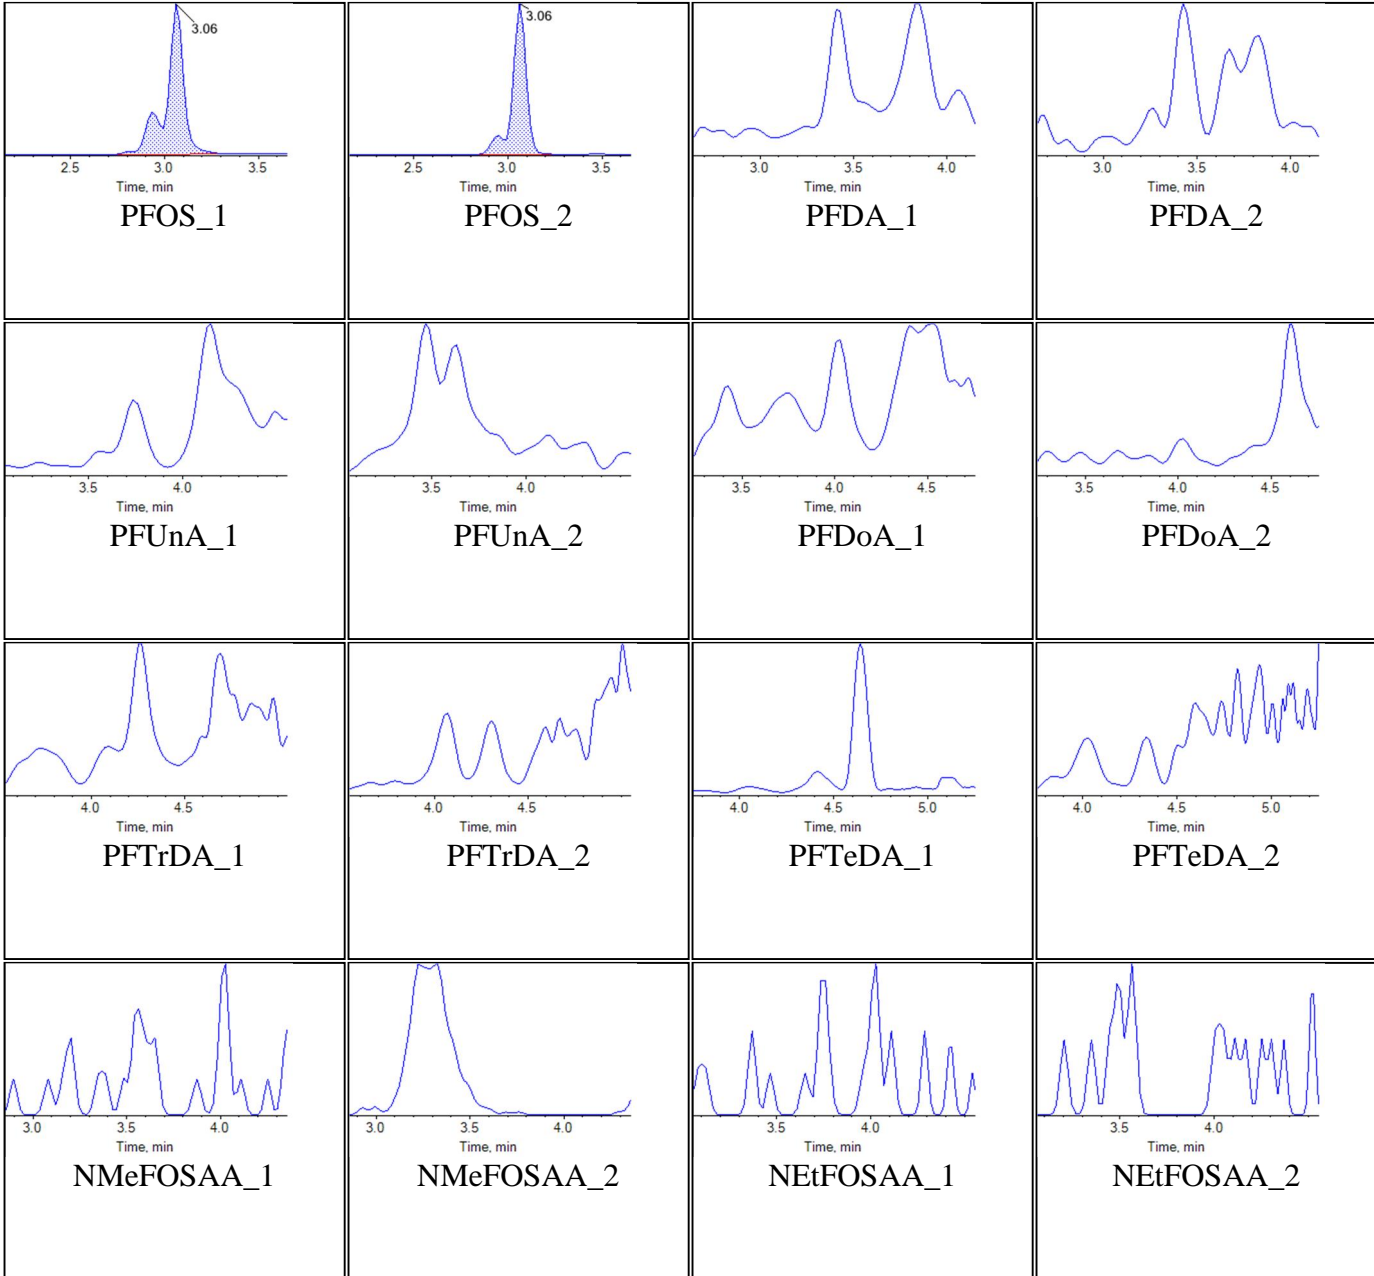 3.06
2.5 3.0 3.5
Time, min
PFOS_1
3.06
2.5 3.0 3.5
Time, min
PFOS_2
3.0 3.5 4.0
Time, min
PFDA_1
3.0 3.5 4.0
Time, min
PFDA_2
3.5 4.0
Time, min
PFUnA_1
3.5 4.0
Time, min
PFUnA_2
3.5 4.0 4.5
Time, min
PFDoA_1
3.5 4.0 4.5
Time, min
PFDoA_2
4.0 4.5
Time, min
PFTrDA_1
4.0 4.5
Time, min
PFTrDA_2
4.0 4.5 5.0
Time, min
PFTeDA_1
4.0 4.5 5.0
Time, min
PFTeDA_2
3.0 3.5 4.0
Time, min
NMeFOSAA_1
3.0 3.5 4.0
Time, min
NMeFOSAA_2
3.5 4.0
Time, min
NEtFOSAA_1
3.5 4.0
Time, min
NEtFOSAA_2